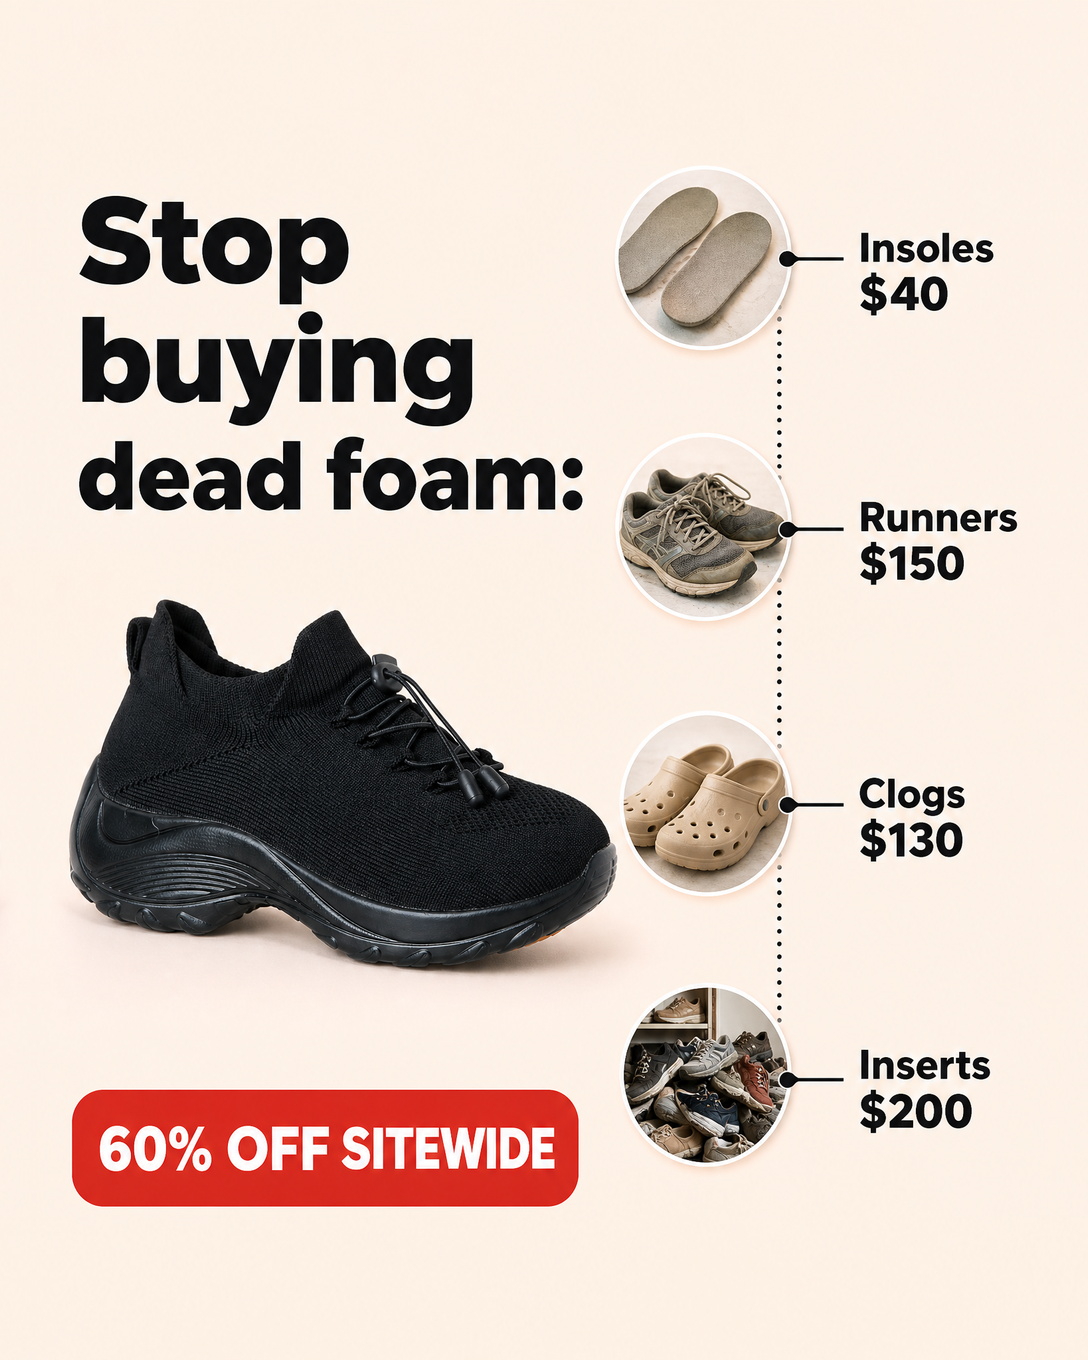 Stop
buying
dead foam:
Insoles
$40
Runners
$150
Clogs
$130
Inserts
$200
60% OFF SITEWIDE